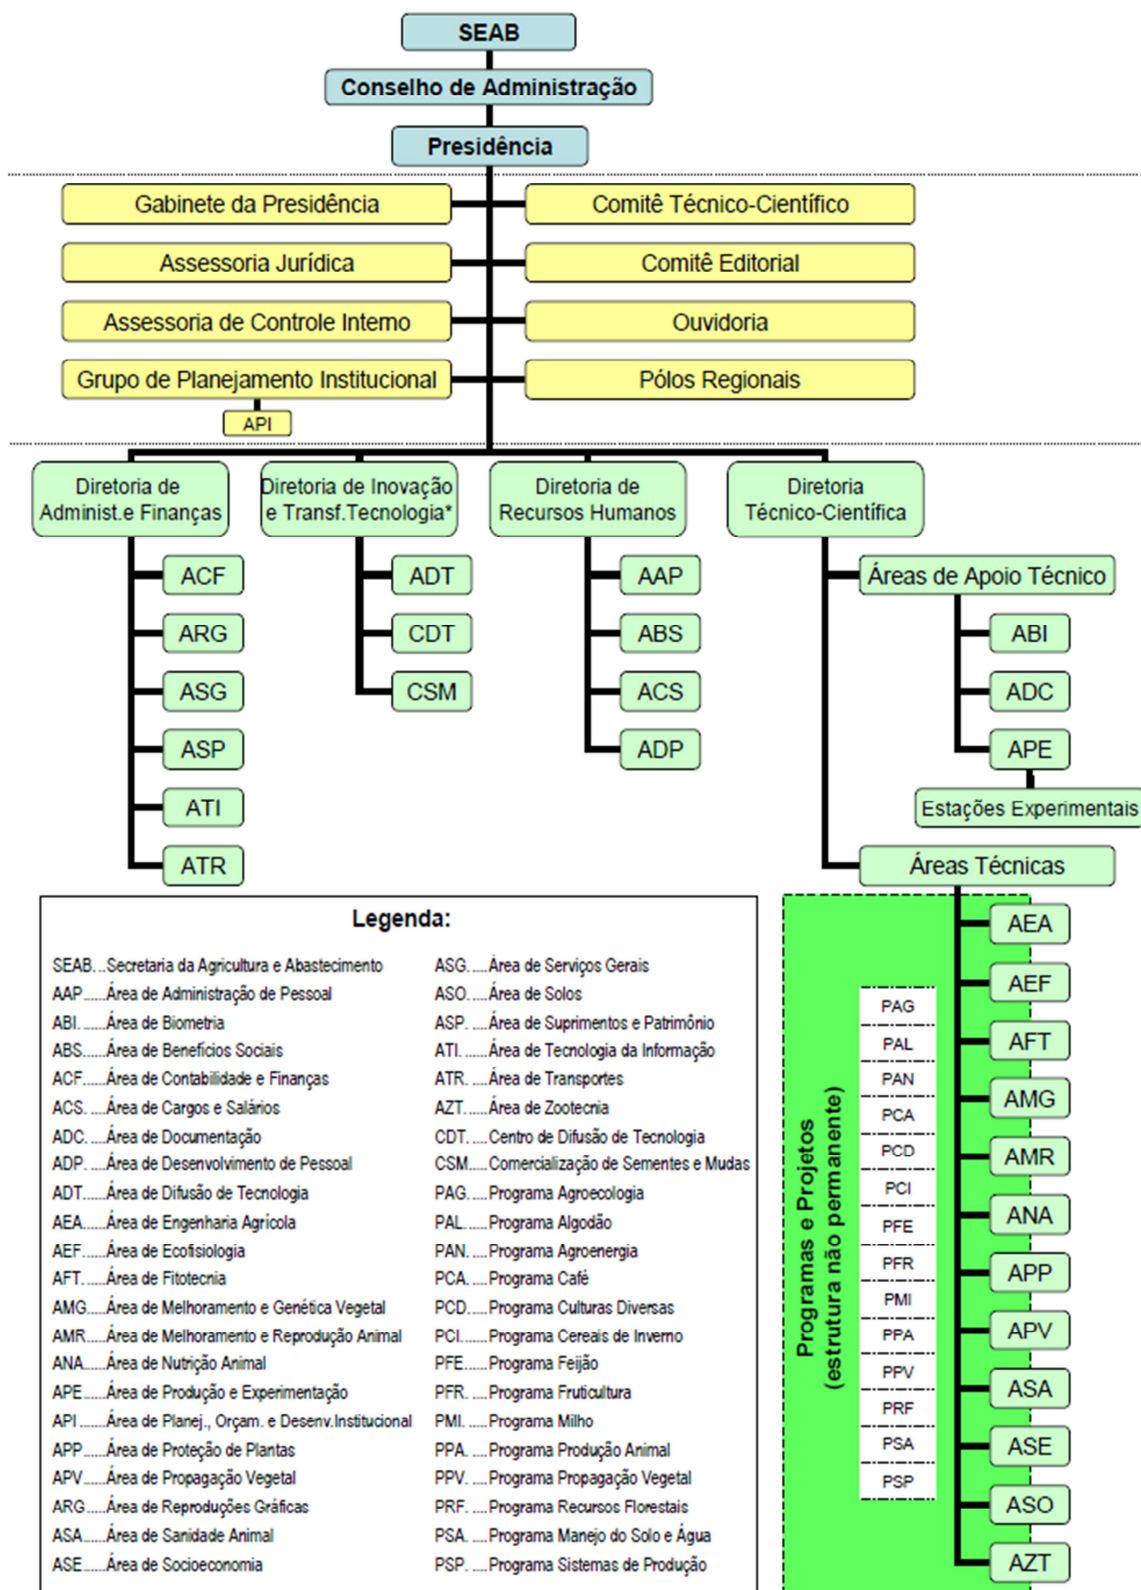 SEAB
Conselho de Administração
Presidência
Gabinete da Presidência
Comitê Técnico-Científico
Assessoria Jurídica
Comitê Editorial
Assessoria de Controle Interno
Ouvidoria
Grupo de Planejamento Institucional
Pólos Regionais
API
Diretoria de
Administ.e Finanças
Diretoria de Inovação
e Transf.Tecnologia*
Diretoria de
Recursos Humanos
Diretoria
Técnico-Científica
ACF
ARG
ASG
ASP
ATI
ATR
ADT
CDT
CSM
AAP
ABS
ACS
ADP
Áreas de Apoio Técnico
ABI
ADC
APE
Estações Experimentais
Áreas Técnicas
AEA
AEF
AFT
AMG
AMR
ANA
APP
APV
ASA
ASE
ASO
AZT
Programas e Projetos
(estrutura não permanente)
PAG
PAL
PAN
PCA
PCD
PCI
PFE
PFR
PMI
PPA
PPV
PRF
PSA
PSP
Legenda:
SEAB...Secretaria da Agricultura e Abastecimento
AAP......Área de Administração de Pessoal
ABI. ......Área de Biometria
ABS......Área de Benefícios Sociais
ACF......Área de Contabilidade e Finanças
ACS. ....Área de Cargos e Salários
ADC. ....Área de Documentação
ADP. ....Área de Desenvolvimento de Pessoal
ADT......Área de Difusão de Tecnologia
AEA......Área de Engenharia Agrícola
AEF......Área de Ecofisiologia
AFT. .....Área de Fitotecnia
AMG.....Área de Melhoramento e Genética Vegetal
AMR.....Área de Melhoramento e Reprodução Animal
ANA......Área de Nutrição Animal
APE......Área de Produção e Experimentação
API .......Área de Planej., Orçam. e Desenv.Institucional
APP......Área de Proteção de Plantas
APV......Área de Propagação Vegetal
ARG.....Área de Reproduções Gráficas
ASA......Área de Sanidade Animal
ASE......Área de Socioeconomia
ASG. ....Área de Serviços Gerais
ASO. ....Área de Solos
ASP. ....Área de Suprimentos e Patrimônio
ATI. ......Área de Tecnologia da Informação
ATR. ....Área de Transportes
AZT. .....Área de Zootecnia
CDT. ....Centro de Difusão de Tecnologia
CSM.....Comercialização de Sementes e Mudas
PAG. ....Programa Agroecologia
PAL. .....Programa Algodão
PAN. ....Programa Agroenergia
PCA. ....Programa Café
PCD. ....Programa Culturas Diversas
PCI.......Programa Cereais de Inverno
PFE. ....Programa Feijão
PFR. ....Programa Fruticultura
PMI. .....Programa Milho
PPA. ....Programa Produção Animal
PPV. ....Programa Propagação Vegetal
PRF. ....Programa Recursos Florestais
PSA. ....Programa Manejo do Solo e Água
PSP. ....Programa Sistemas de Produção